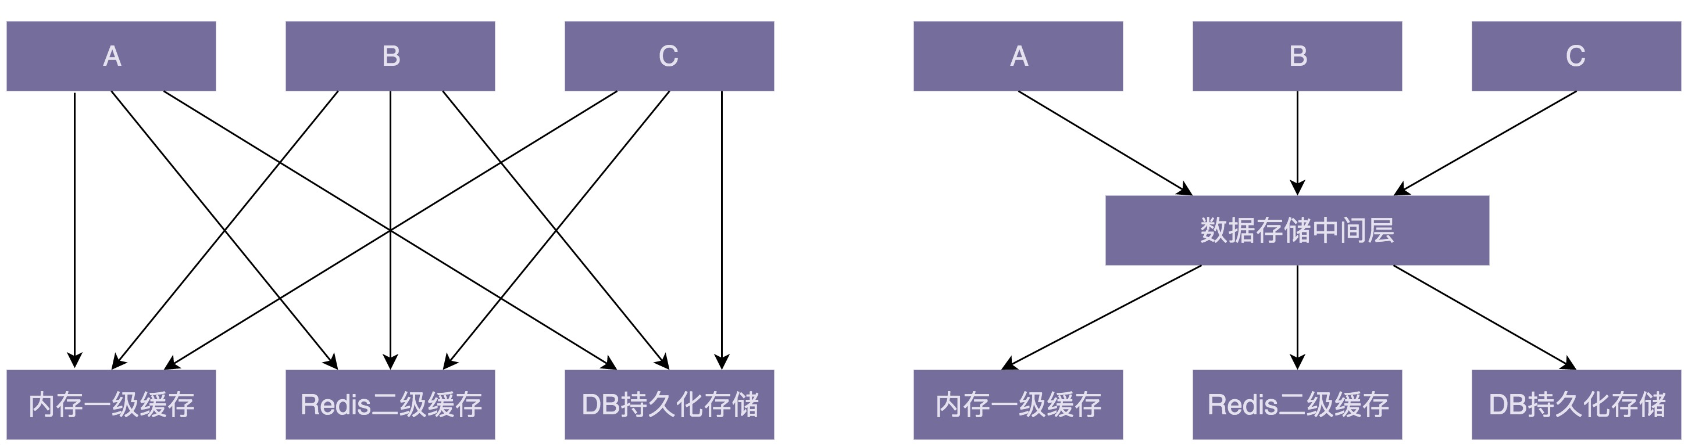 A
B
C
内存一级缓存
Redis二级缓存
DB持久化存储
A
B
C
数据存储中间层
内存一级缓存
Redis二级缓存
DB持久化存储